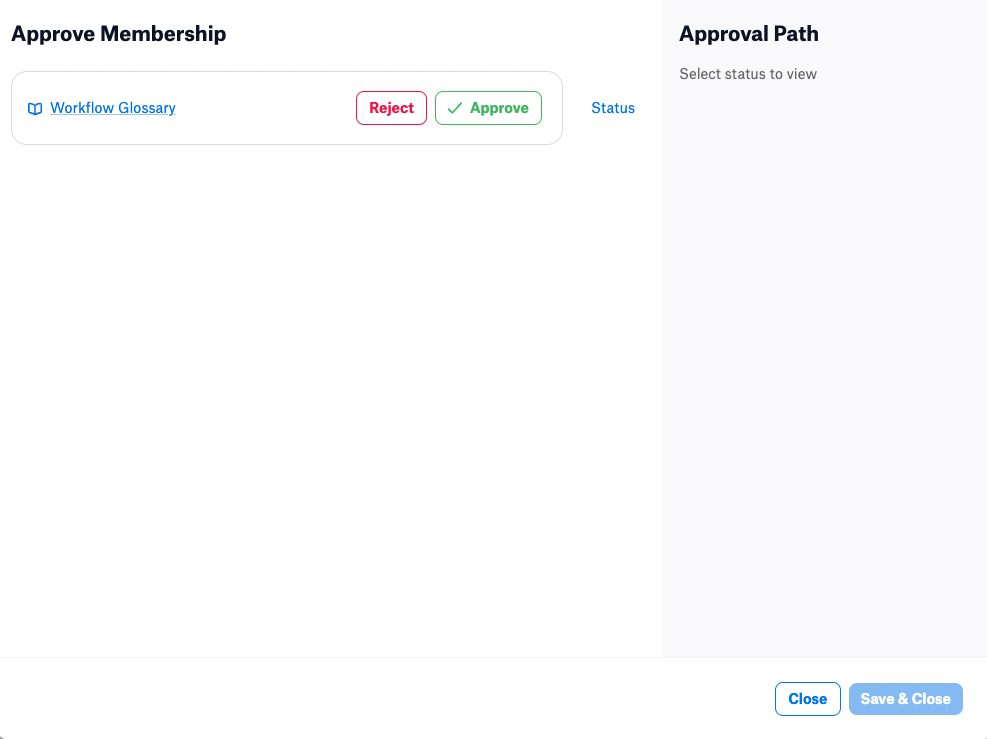 Approve Membership
Workflow Glossary
Reject
Approve
Status
Approval Path
Select status to view
Close
Save & Close